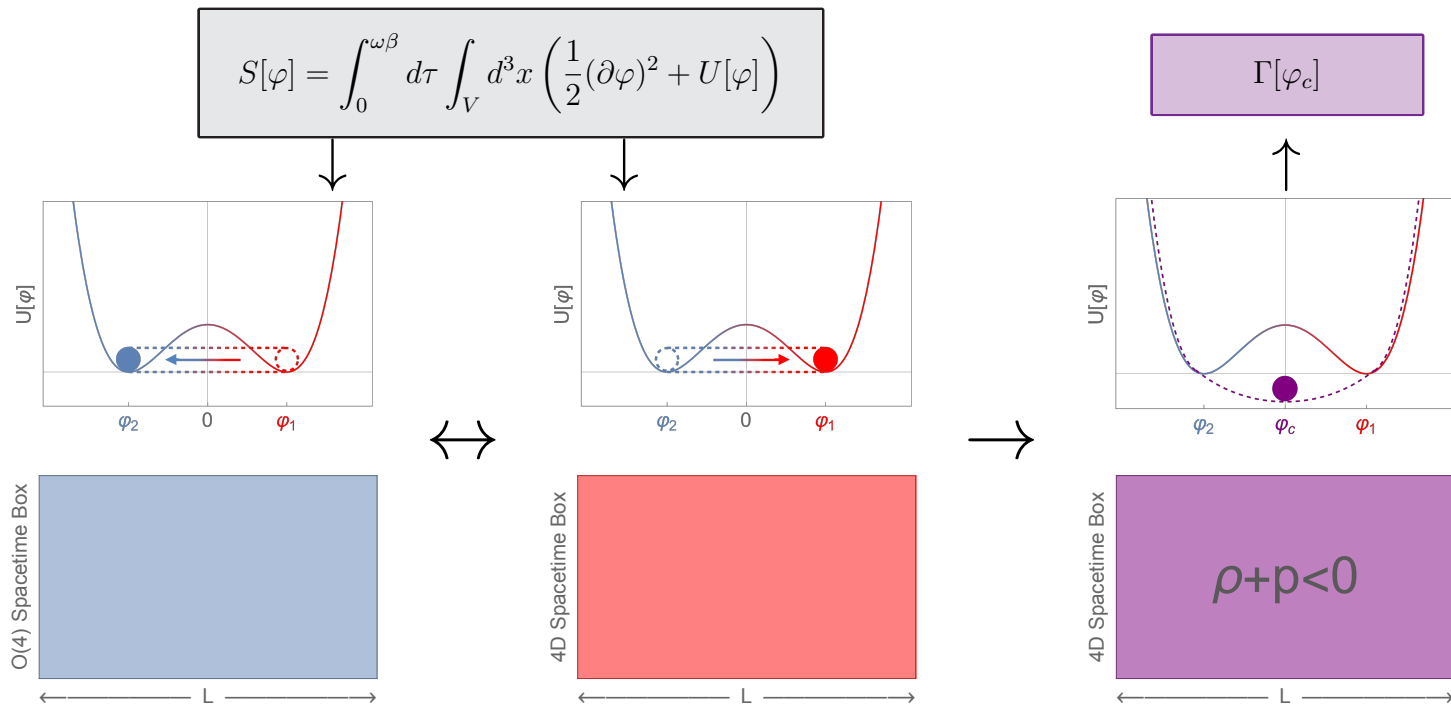 S[φ] = ∫_0^{ωβ} dτ ∫_V d^3x ( 1/2 (∂φ)^2 + U[φ] )
Γ[φ_c]
U[φ]
φ_2 0 φ_1
U[φ]
φ_2 0 φ_1
U[φ]
φ_2 φ_c φ_1
O(4) Spacetime Box
L
4D Spacetime Box
L
4D Spacetime Box
ρ+p<0
L